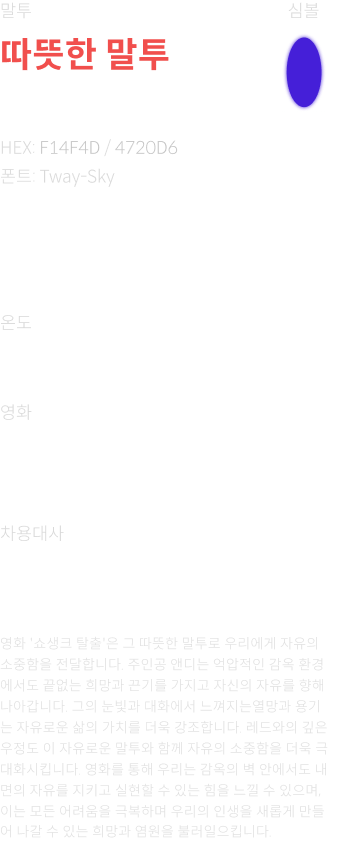 말투 심볼
따뜻한 말투
HEX: F14F4D / 4720D6
폰트: Tway-Sky
온도
영화
차용대사
영화 '쇼생크 탈출'은 그 따뜻한 말투로 우리에게 자유의
소중함을 전달합니다. 주인공 앤디는 억압적인 감옥 환경
에서도 끝없는 희망과 끈기를 가지고 자신의 자유를 향해
나아갑니다. 그의 눈빛과 대화에서 느껴지는열망과 용기
는 자유로운 삶의 가치를 더욱 강조합니다. 레드와의 깊은
우정도 이 자유로운 말투와 함께 자유의 소중함을 더욱 극
대화시킵니다. 영화를 통해 우리는 감옥의 벽 안에서도 내
면의 자유를 지키고 실현할 수 있는 힘을 느낄 수 있으며,
이는 모든 어려움을 극복하며 우리의 인생을 새롭게 만들
어 나갈 수 있는 희망과 염원을 불러일으킵니다.